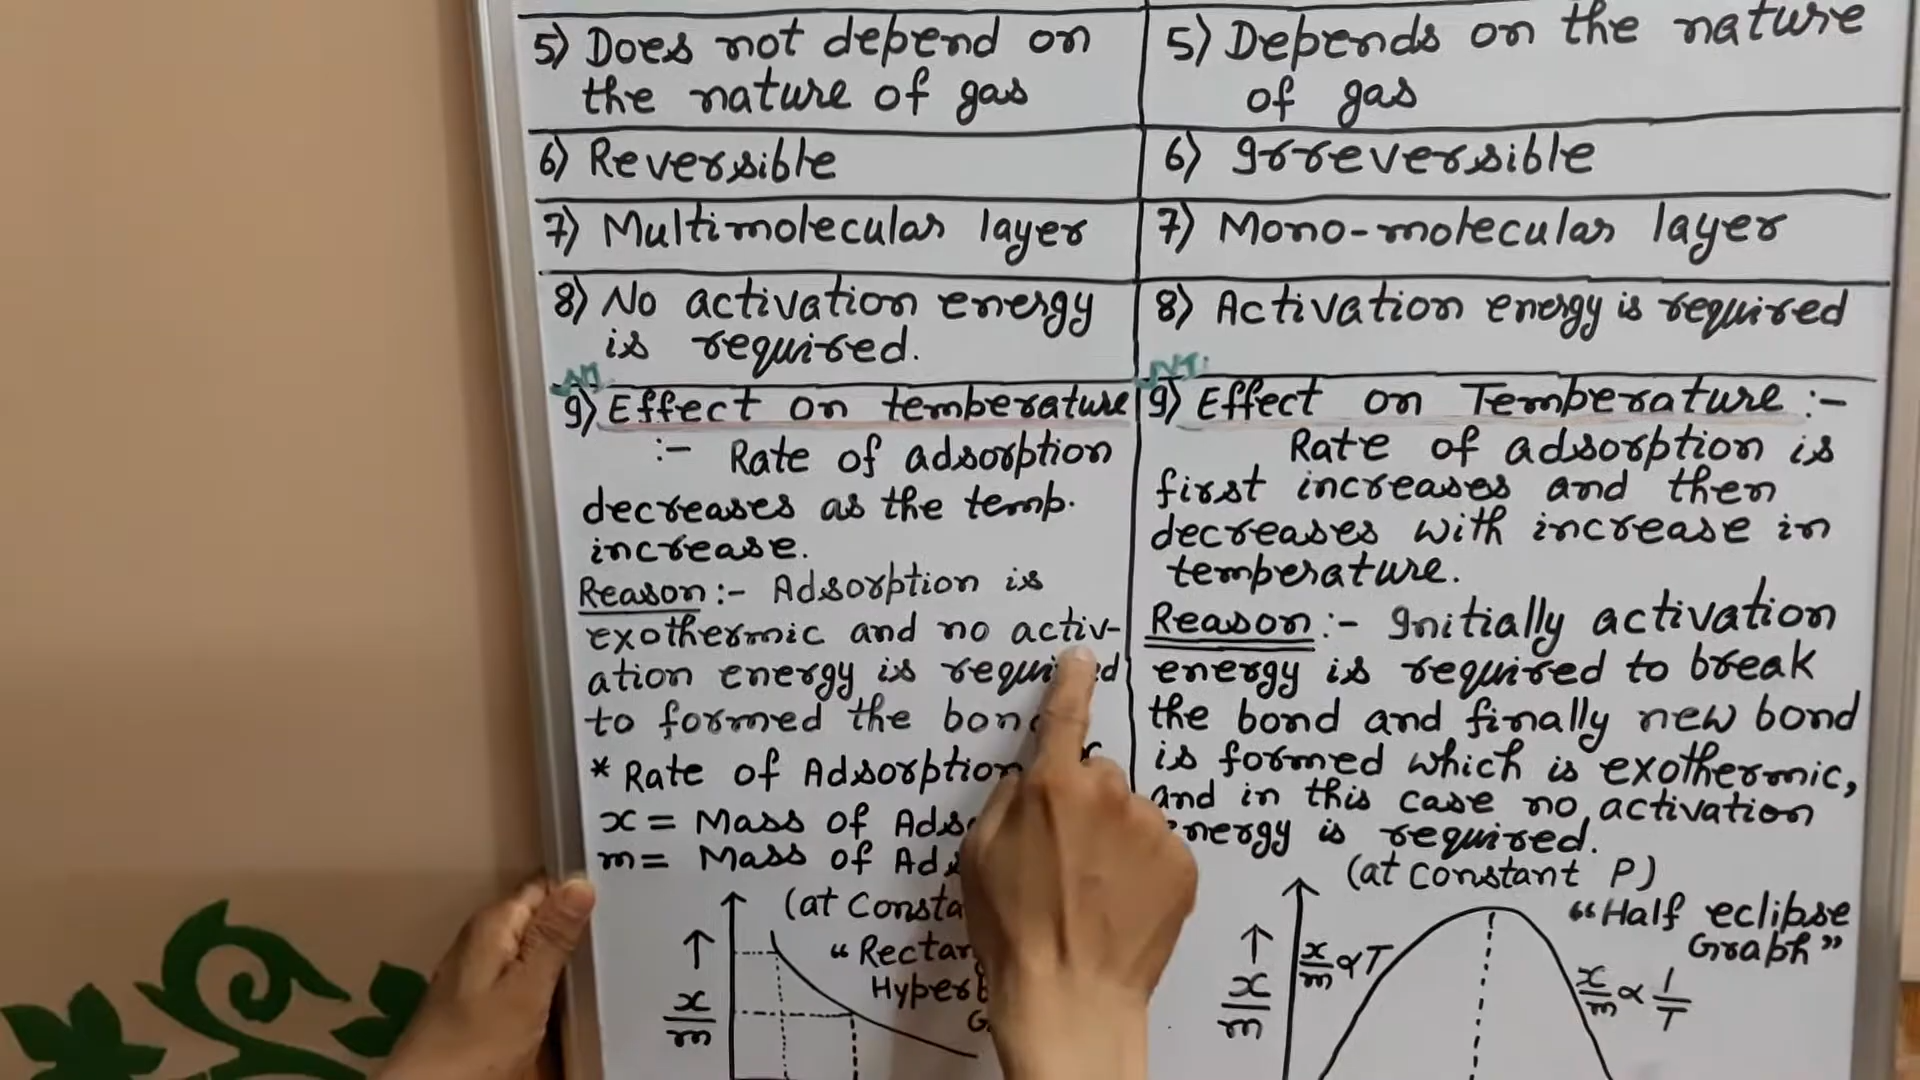 5) Does not depend on
the nature of gas
6) Reversible
7) Multimolecular layer
8) No activation energy
is required.
9) Effect on temperature
:- Rate of adsorption
decreases as the temp.
increase.
Reason :- Adsorption is
exothermic and no activ-
ation energy is required
to formed the bond
* Rate of Adsorption
x = Mass of
m = Mass of
(at
"
↑
x/m
5) Depends on the nature
of gas
6) Irreversible
7) Mono-molecular layer
8) Activation energy is required
9) Effect on Temperature :-
Rate of adsorption is
first increases and then
decreases with increase in
temperature.
Reason :- Initially activation
energy is required to break
the bond and finally new bond
is formed which is exothermic,
and in this case no activation
energy is required.
(at constant P)
"Half eclipse
Graph"
↑
x/m
x/m ∝ T
x/m ∝ 1/T